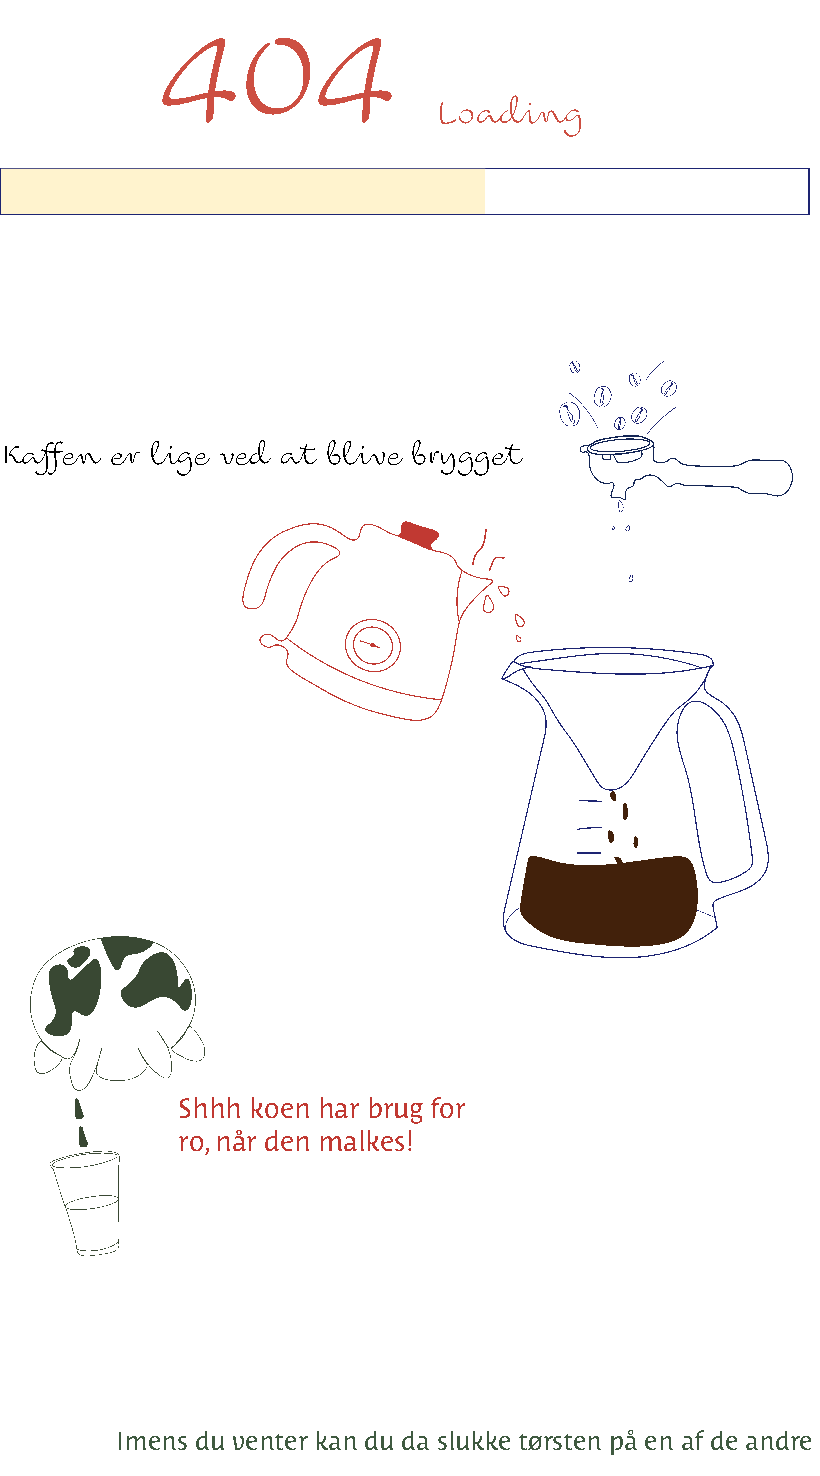 404
Loading
Kaffen er lige ved at blive brygget
Shhh koen har brug for
ro, når den malkes!
Imens du venter kan du da slukke tørsten på en af de andre